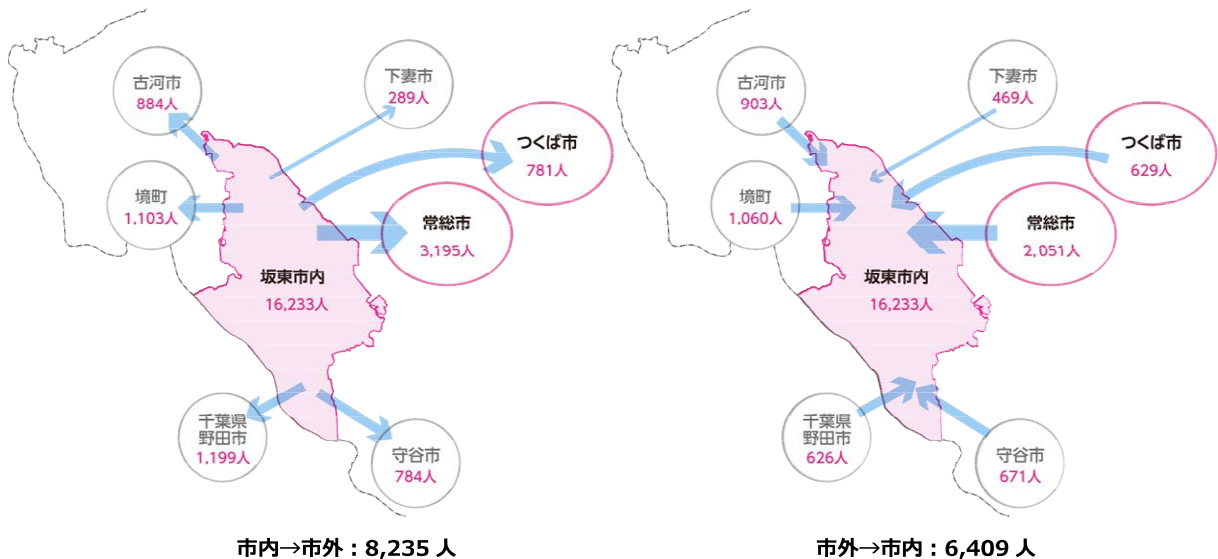 古河市
884人
下妻市
289人
つくば市
781人
境町
1,103人
常総市
3,195人
坂東市内
16,233人
千葉県
野田市
1,199人
守谷市
784人
市内→市外：8,235 人
古河市
903人
下妻市
469人
つくば市
629人
境町
1,060人
常総市
2,051人
坂東市内
16,233人
千葉県
野田市
626人
守谷市
671人
市外→市内：6,409 人